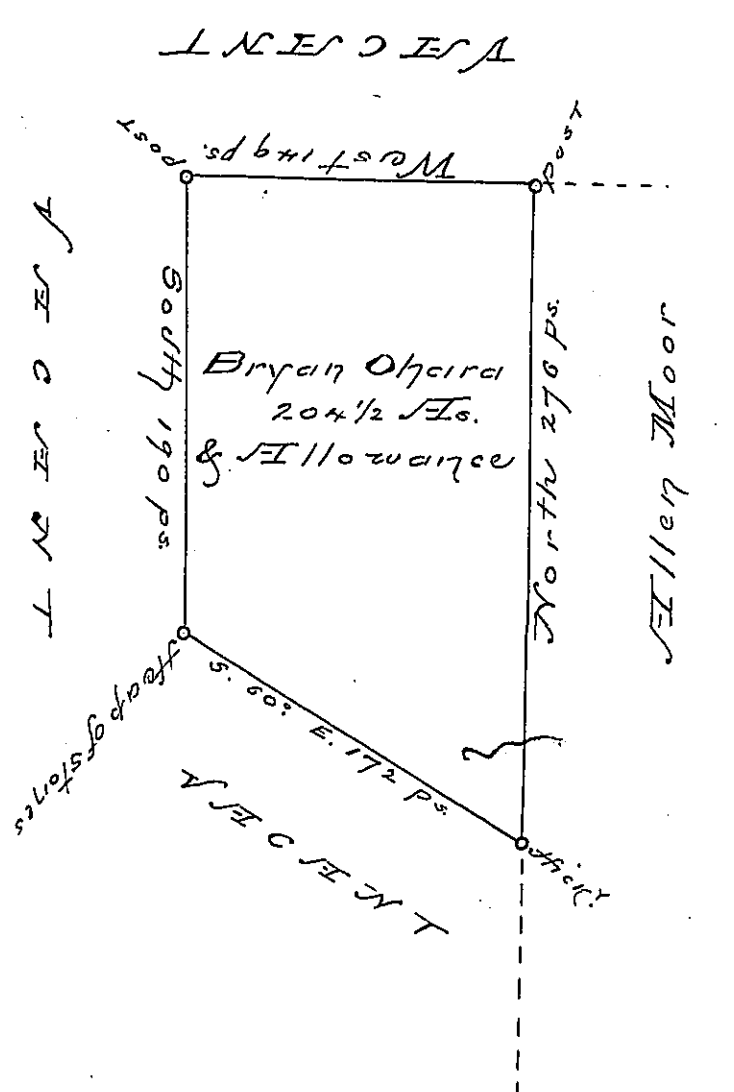 VACANT
Post
West 149 ps.
Post
VACANT
South 190 ps.
Bryan Ohara
204 1/2 As.
& Allowance
North 276 ps.
Allen Moor
Heap of stones
S. 60° E. 172 ps.
VACANT
Hick.y